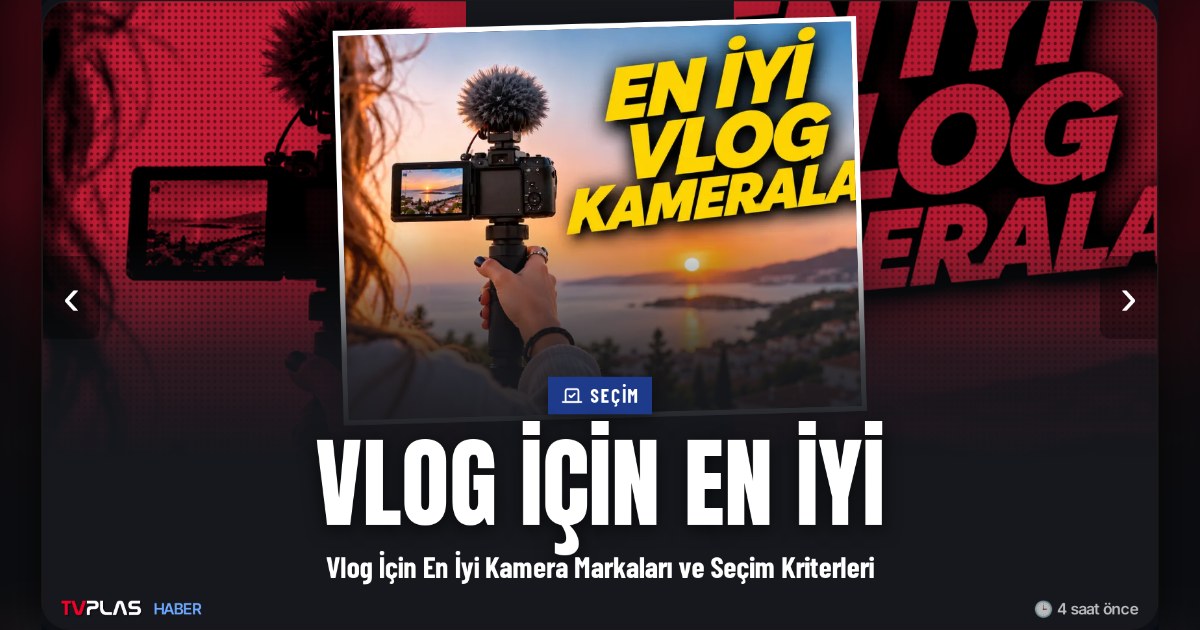 EN İYİ
VLOG
KAMERALA
SEÇİM
VLOG İÇİN EN İYİ
Vlog İçin En İyi Kamera Markaları ve Seçim Kriterleri
TVPLAS HABER
4 saat önce